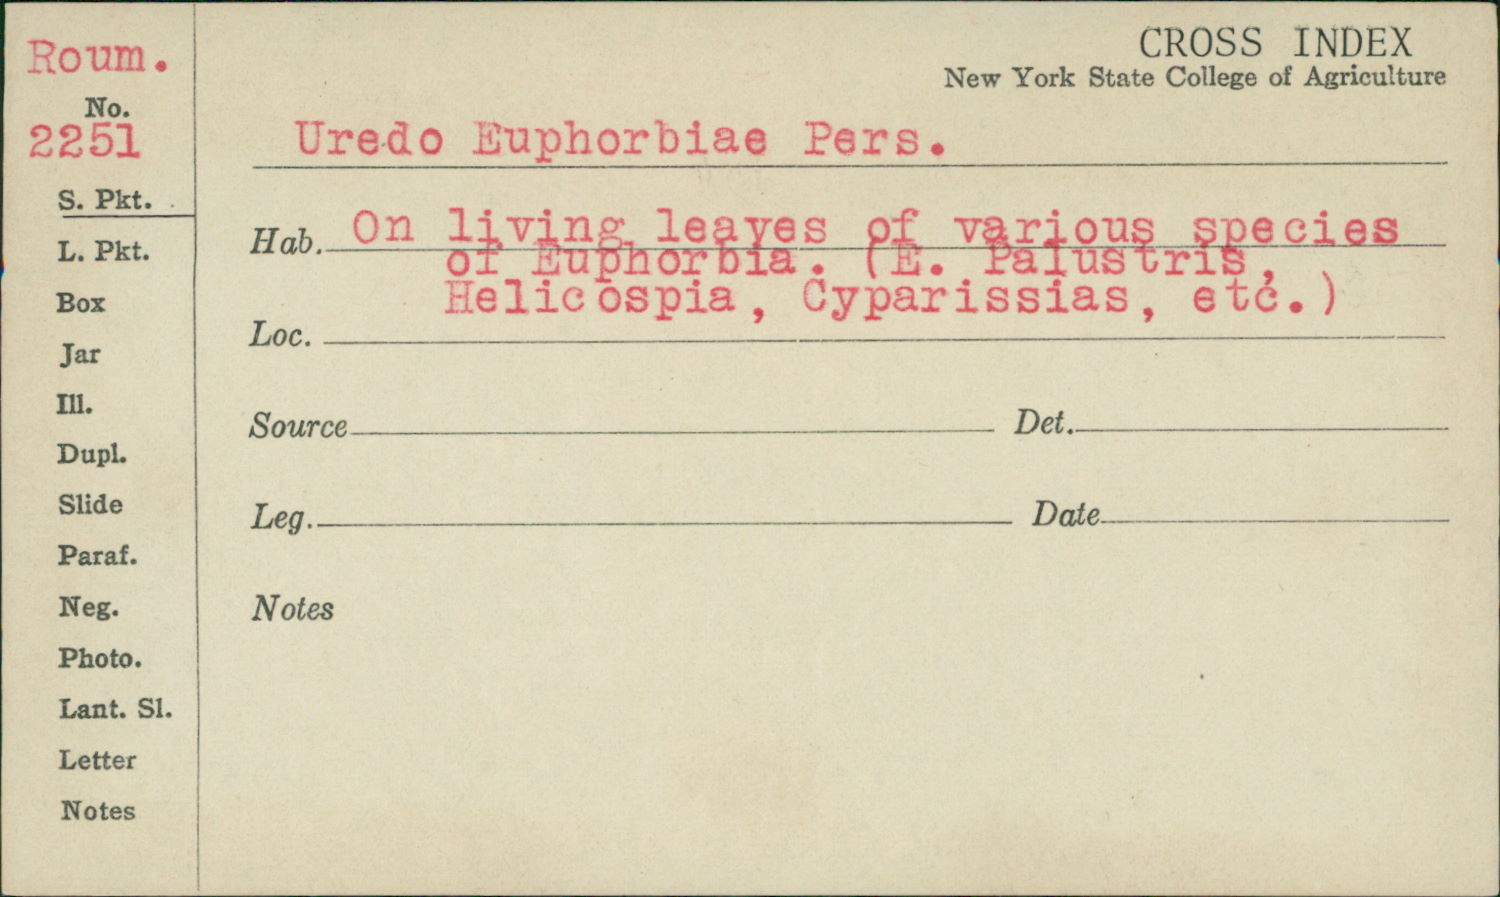 Roum.
No.
2251
S. Pkt.
L. Pkt.
Box
Jar
Ill.
Dupl.
Slide
Paraf.
Neg.
Photo.
Lant. Sl.
Letter
Notes
CROSS INDEX
New York State College of Agriculture
Uredo Euphorbiae Pers.
Hab. On living leaves of various species
of Euphorbia. (E. Palustris,
Helicospia, Cyparissias, etc.)
Loc.
Source Det.
Leg. Date
Notes